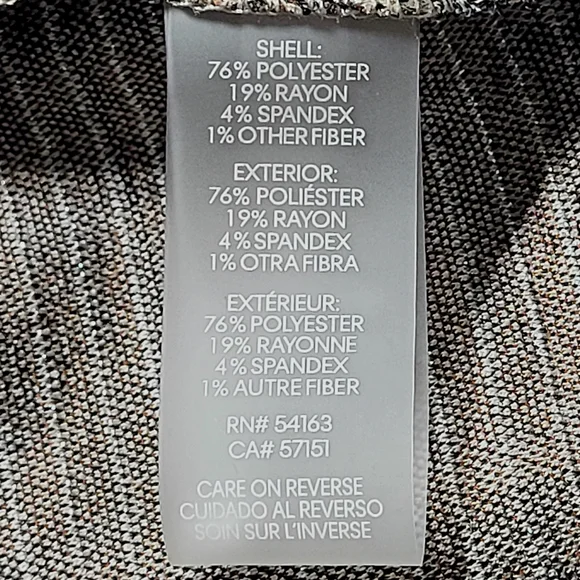 SHELL:
76% POLYESTER
19% RAYON
4% SPANDEX
1% OTHER FIBER
EXTERIOR:
76% POLIÉSTER
19% RAYON
4% SPANDEX
1% OTRA FIBRA
EXTÉRIEUR:
76% POLYESTER
19% RAYONNE
4% SPANDEX
1% AUTRE FIBER
RN# 54163
CA# 57151
CARE ON REVERSE
CUIDADO AL REVERSO
SOIN SUR L'INVERSE